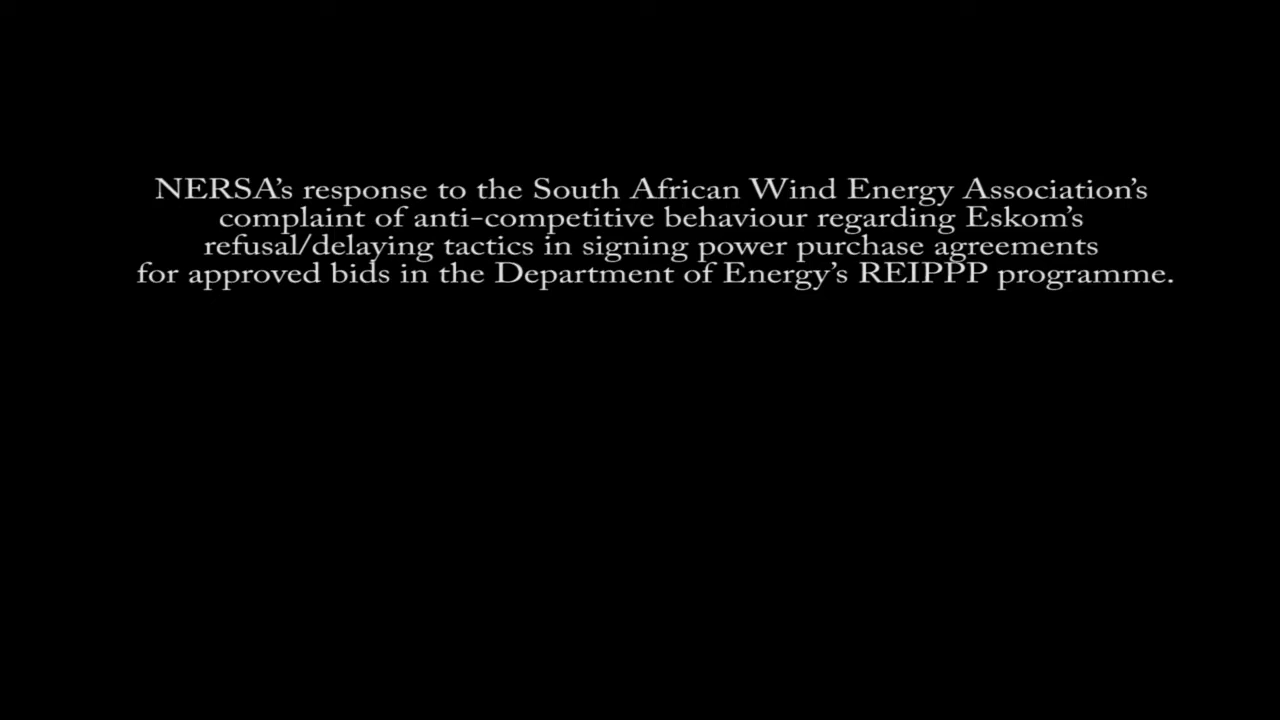 NERSA’s response to the South African Wind Energy Association’s
complaint of anti-competitive behaviour regarding Eskom’s
refusal/delaying tactics in signing power purchase agreements
for approved bids in the Department of Energy’s REIPPP programme.